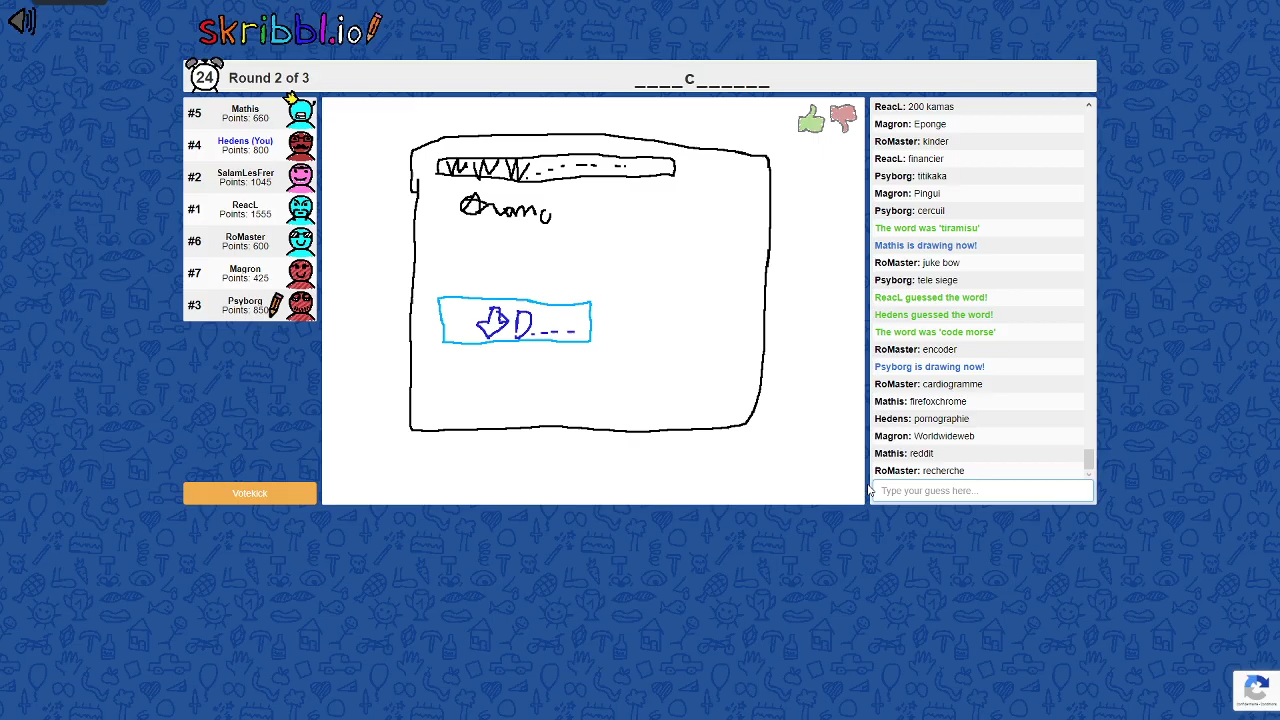 skribbl.io
24 Round 2 of 3 ____c______
#5 Mathis
Points: 660
#4 Hedens (You)
Points: 800
#2 SalamLesFrer
Points: 1045
#1 ReacL
Points: 1555
#6 RoMaster
Points: 600
#7 Magron
Points: 425
#3 Psyborg
Points: 850
Votekick
WWW.
D....
ReacL: 200 kamas
Magron: Eponge
RoMaster: kinder
ReacL: financier
Psyborg: titikaka
Magron: Pingui
Psyborg: cercuil
The word was 'tiramisu'
Mathis is drawing now!
RoMaster: juke bow
Psyborg: tele siege
ReacL guessed the word!
Hedens guessed the word!
The word was 'code morse'
RoMaster: encoder
Psyborg is drawing now!
RoMaster: cardiogramme
Mathis: firefoxchrome
Hedens: pornographie
Magron: Worldwideweb
Mathis: reddit
RoMaster: recherche
Type your guess here...